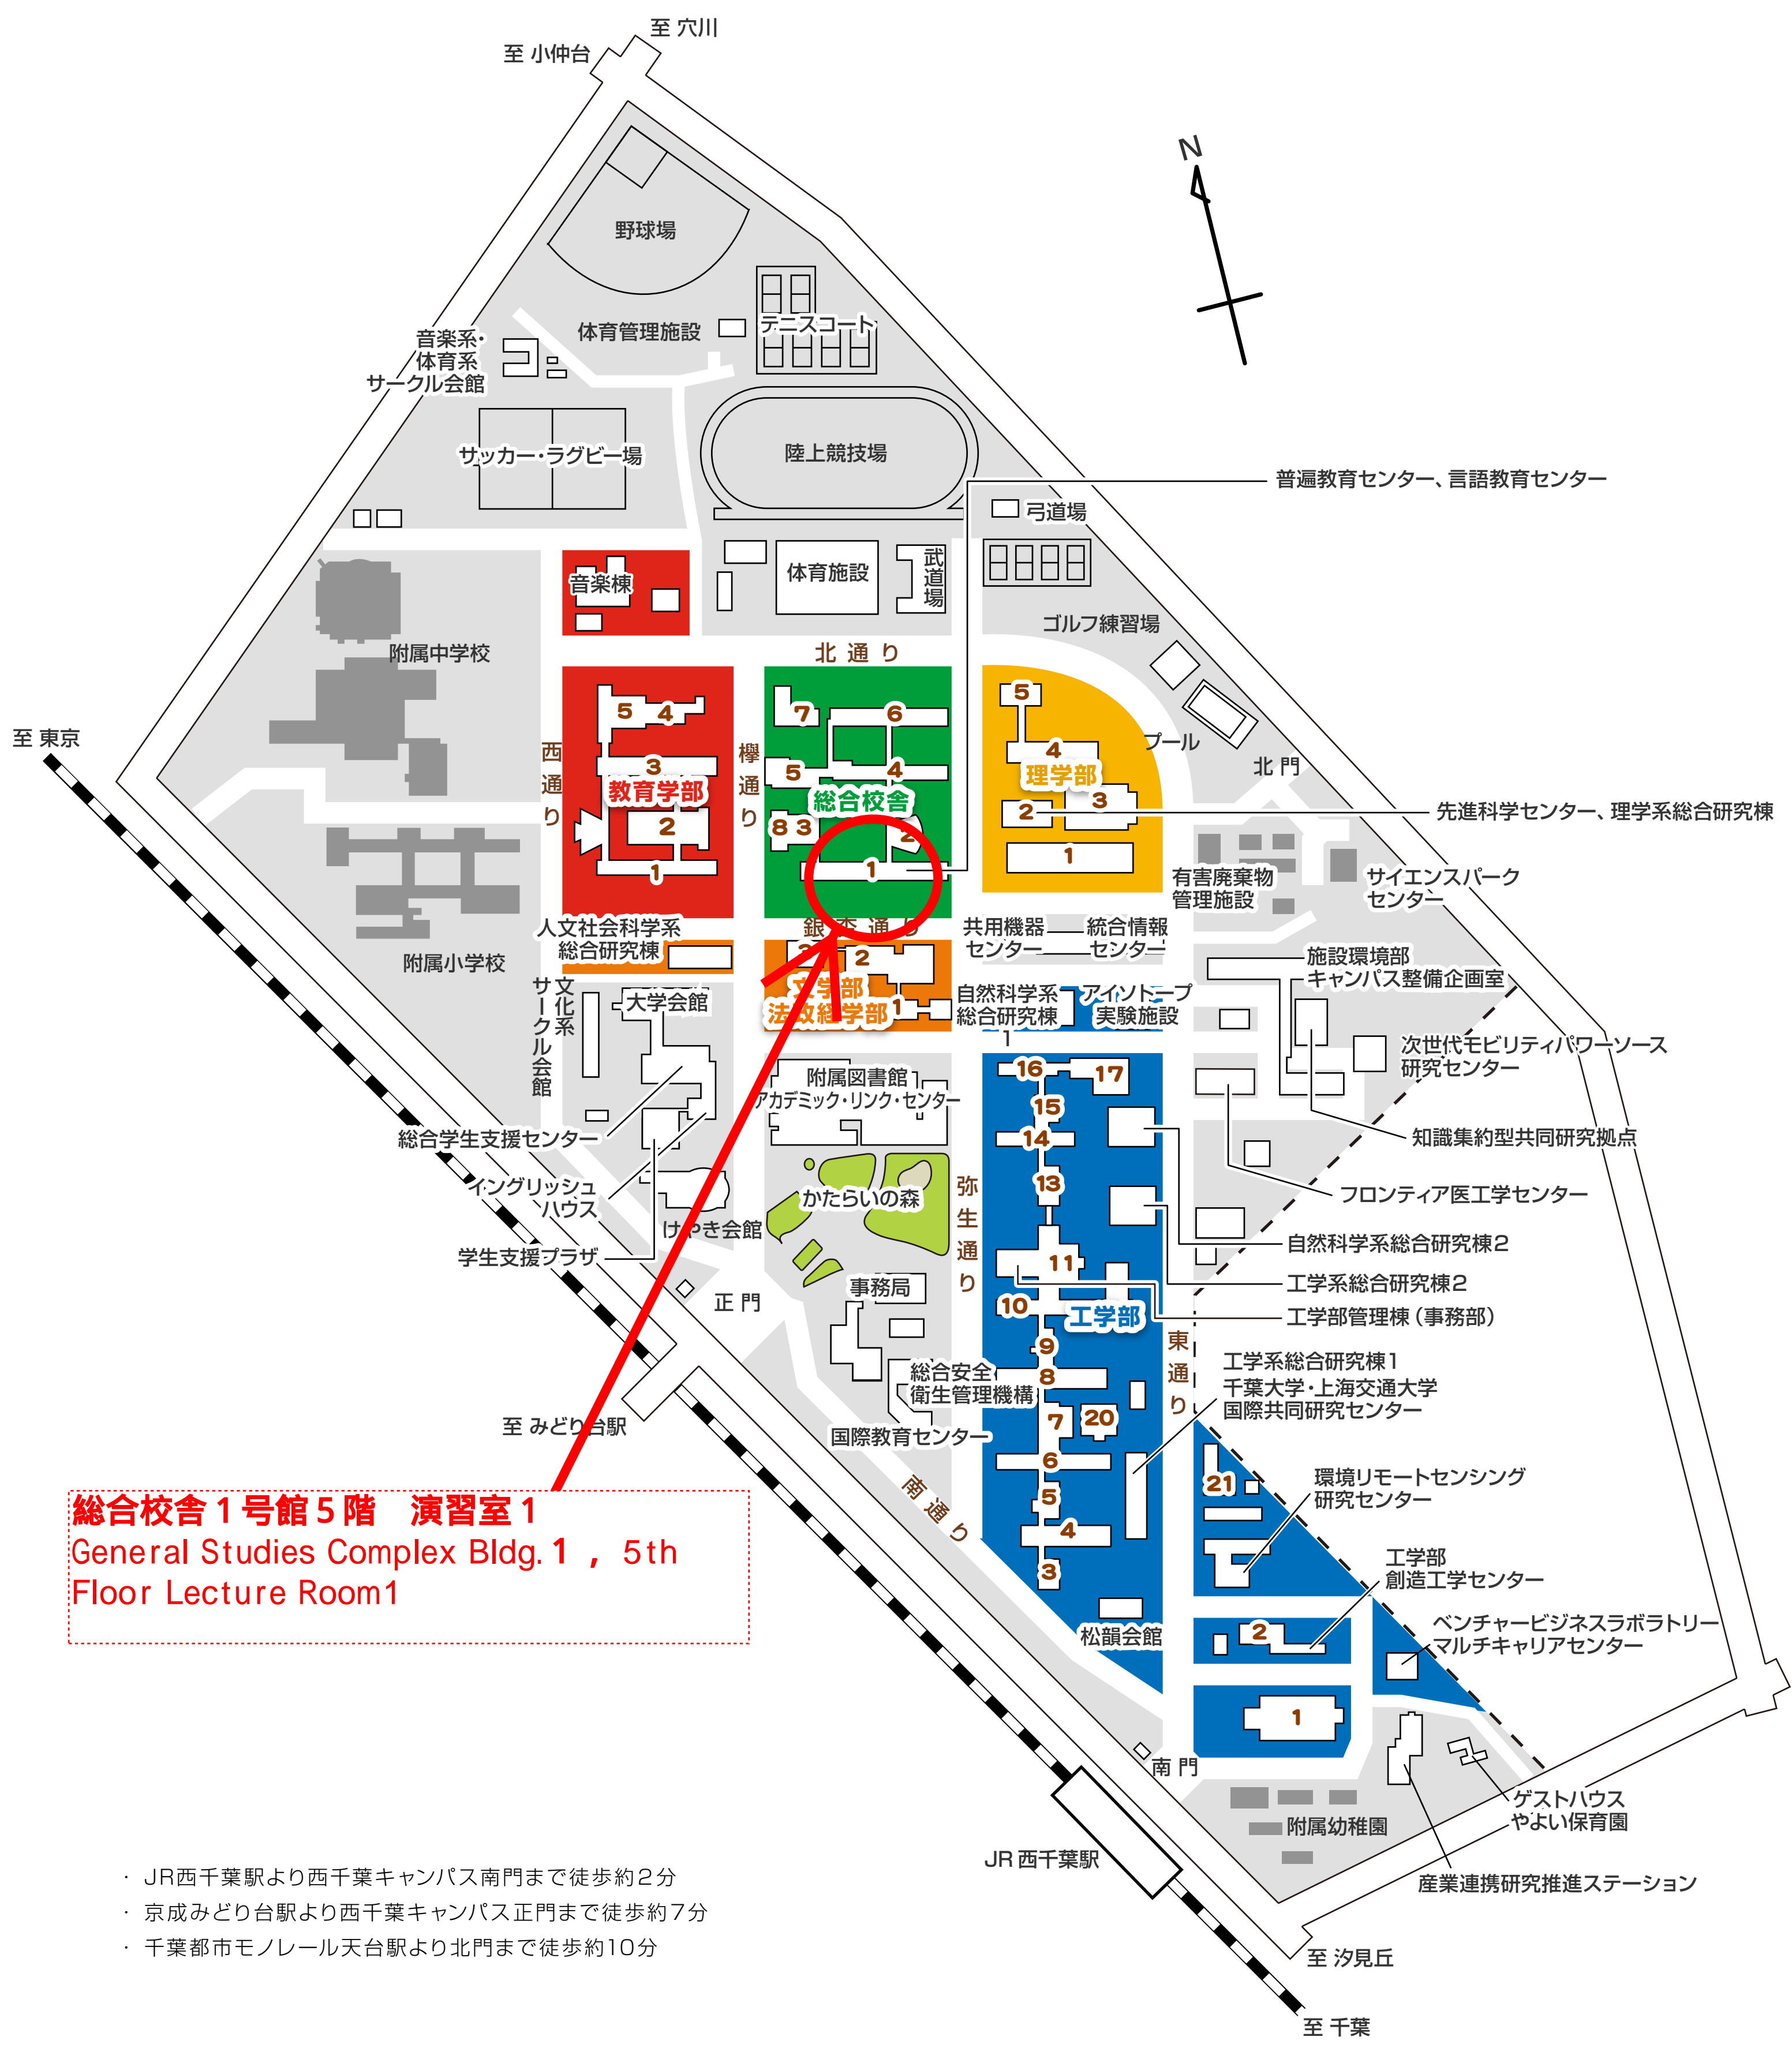 至 穴川
至 小仲台
N
野球場
体育管理施設
テニスコート
音楽系・
体育系
サークル会館
サッカー・ラグビー場
陸上競技場
普遍教育センター、言語教育センター
弓道場
音楽棟
体育施設
武道場
ゴルフ練習場
附属中学校
北通り
至 東京
西通り
欅通り
5
4
3
教育学部
2
1
7
6
5
4
総合校舎
8
3
2
1
5
4
理学部
3
2
1
プール
北門
先進科学センター、理学系総合研究棟
有害廃棄物
管理施設
サイエンスパーク
センター
人文社会科学系
総合研究棟
附属小学校
銀杏通り
共用機器
センター
統合情報
センター
施設環境部
キャンパス整備企画室
文化系
サークル会館
大学会館
2
文学部
法政経学部
1
自然科学系
総合研究棟
1
アイソトープ
実験施設
次世代モビリティパワーソース
研究センター
附属図書館
アカデミック・リンク・センター
16
17
15
14
13
11
10
工学部
9
8
7
20
6
5
4
3
知識集約型共同研究拠点
総合学生支援センター
イングリッシュ
ハウス
かたらいの森
弥生通り
フロンティア医工学センター
けやき会館
学生支援プラザ
自然科学系総合研究棟2
工学系総合研究棟2
事務局
正門
工学部管理棟（事務部）
東通り
総合安全
衛生管理機構
工学系総合研究棟1
千葉大学・上海交通大学
国際共同研究センター
至 みどり台駅
国際教育センター
南通り
21
環境リモートセンシング
研究センター
総合校舎１号館５階　演習室１
General Studies Complex Bldg.１，5th
Floor Lecture Room1
工学部
創造工学センター
松韻会館
2
ベンチャービジネスラボラトリー
マルチキャリアセンター
1
南門
ゲストハウス
やよい保育園
附属幼稚園
JR 西千葉駅
産業連携研究推進ステーション
・ JR西千葉駅より西千葉キャンパス南門まで徒歩約2分
・ 京成みどり台駅より西千葉キャンパス正門まで徒歩約7分
・ 千葉都市モノレール天台駅より北門まで徒歩約10分
至 汐見丘
至 千葉